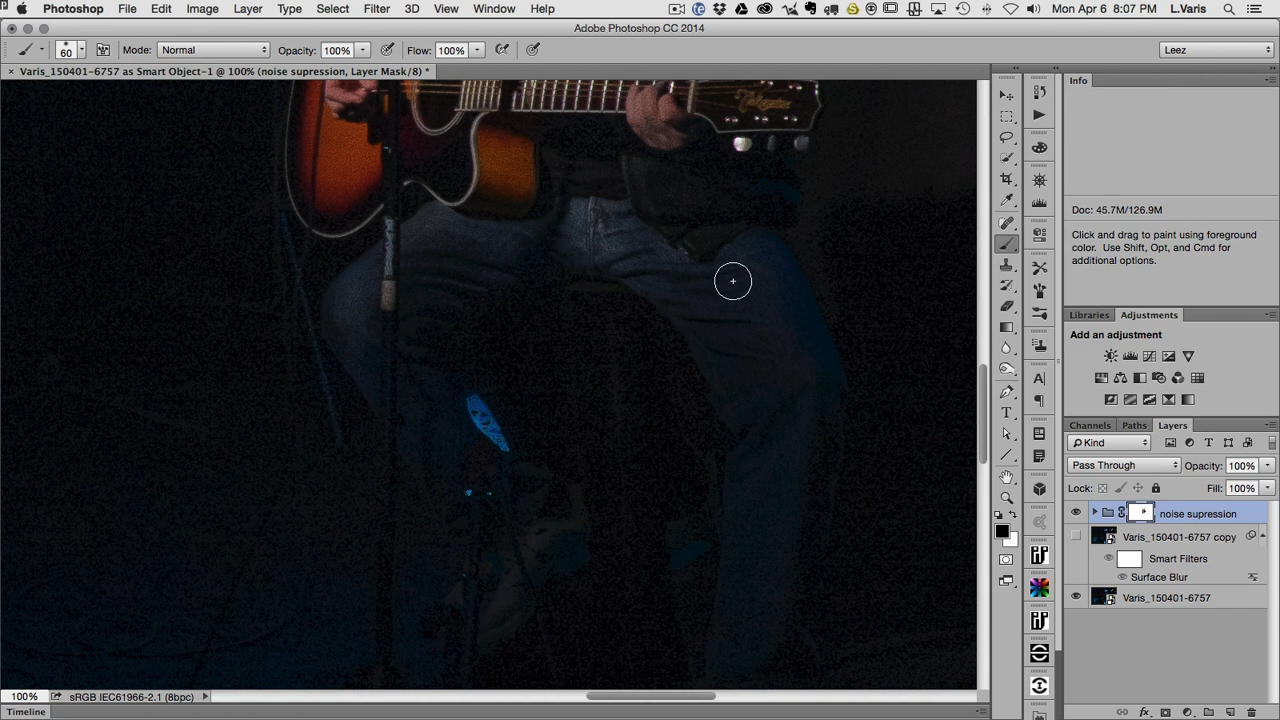 Photoshop File Edit Image Layer Type Select Filter 3D View Window Help Mon Apr 6 8:07 PM L.Varis
Adobe Photoshop CC 2014
60 Mode: Normal Opacity: 100% Flow: 100% Leez
× Varis_150401-6757 as Smart Object-1 @ 100% (noise supression, Layer Mask/8) *
Info
Doc: 45.7M/126.9M
Click and drag to paint using foreground
color. Use Shift, Opt, and Cmd for
additional options.
Libraries Adjustments
Add an adjustment
Channels Paths Layers
Kind
Pass Through Opacity: 100%
Lock: Fill: 100%
noise supression
Varis_150401-6757 copy
Smart Filters
Surface Blur
Varis_150401-6757
100% sRGB IEC61966-2.1 (8bpc)
Timeline